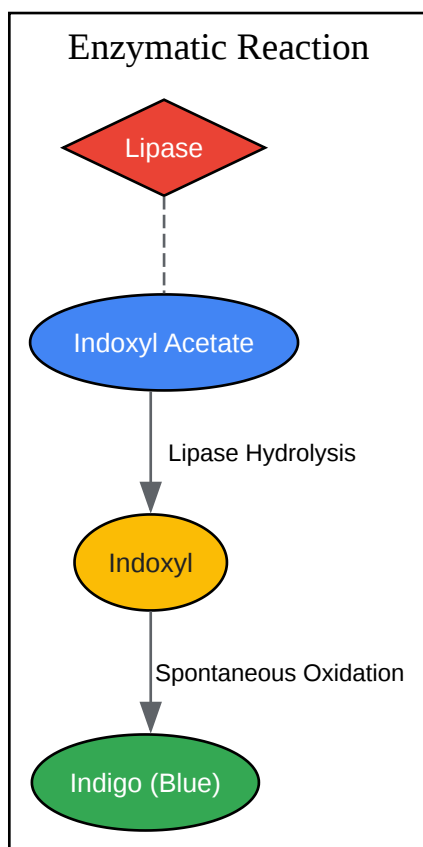 Enzymatic Reaction
Lipase
Indoxyl Acetate
Lipase Hydrolysis
Indoxyl
Spontaneous Oxidation
Indigo (Blue)